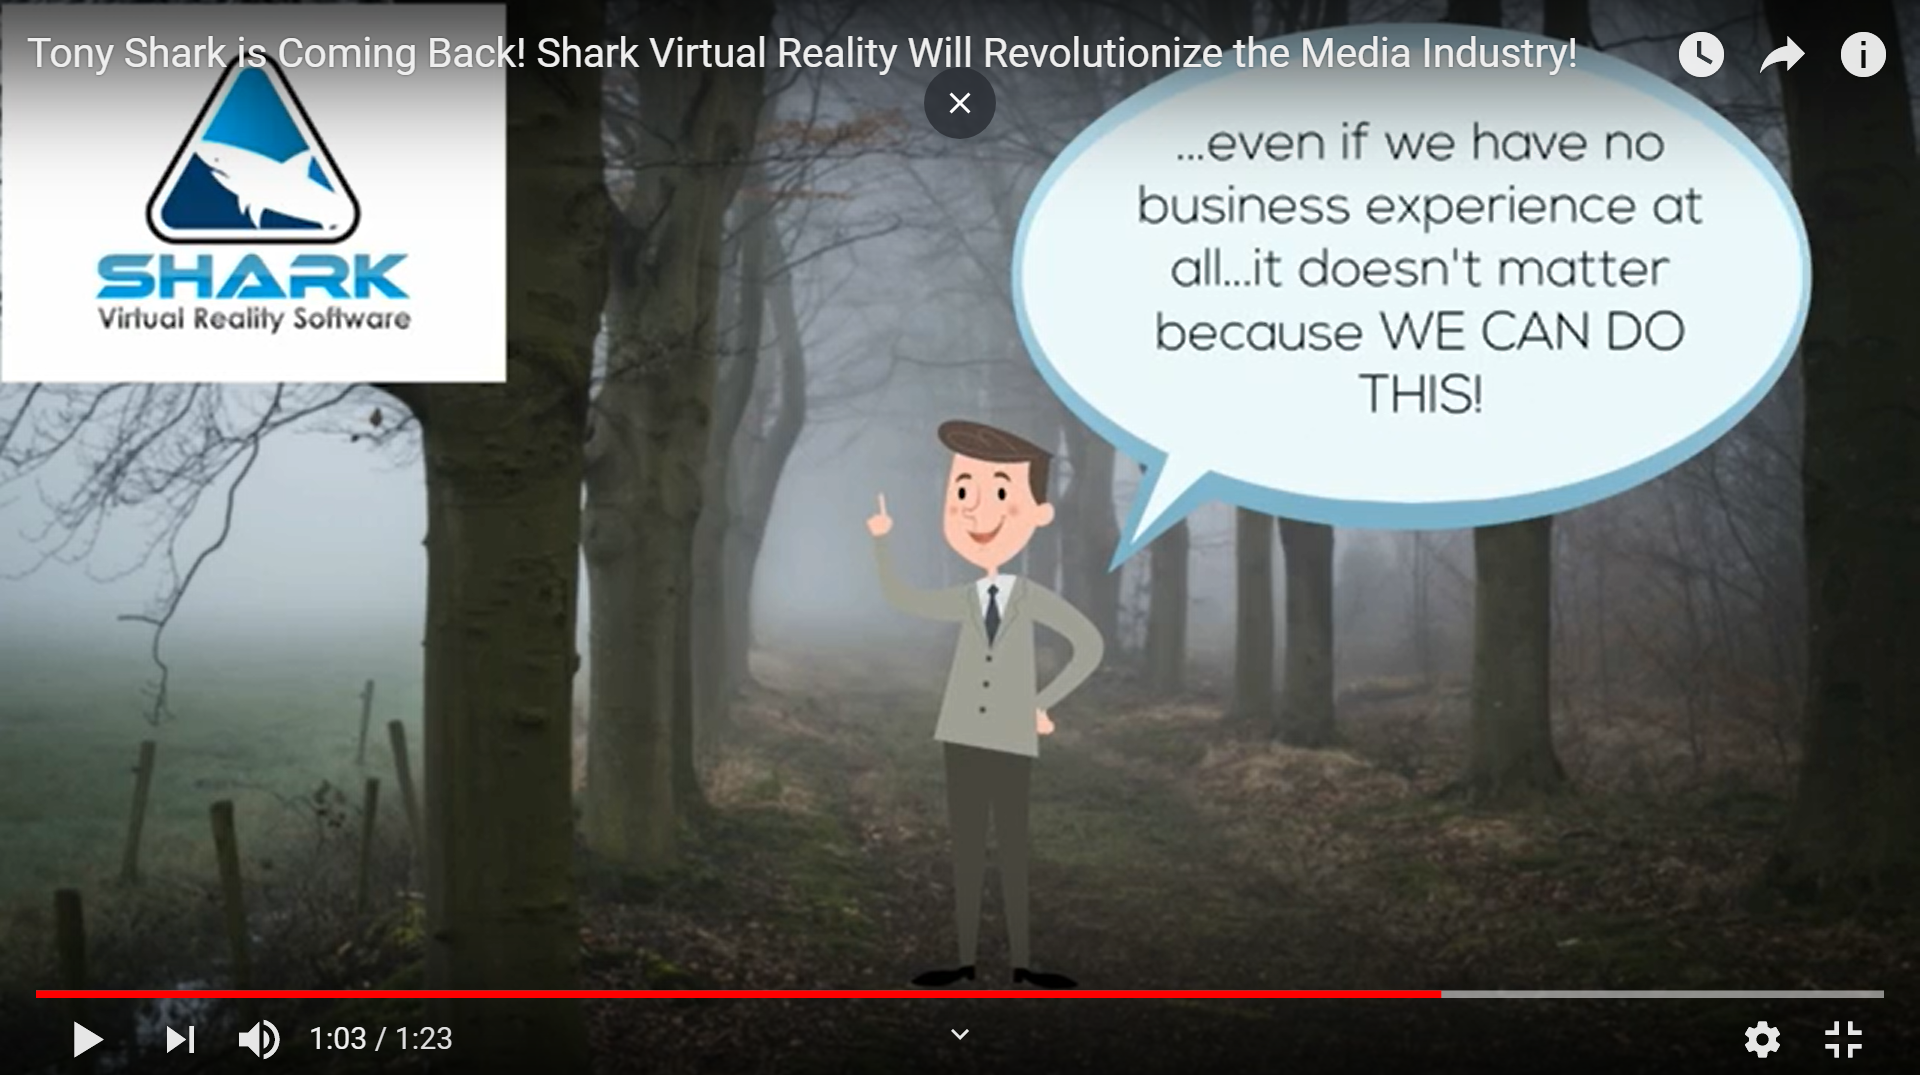 Tony Shark is Coming Back! Shark Virtual Reality Will Revolutionize the Media Industry!
SHARK
Virtual Reality Software
...even if we have no
business experience at
all...it doesn't matter
because WE CAN DO
THIS!
1:03 / 1:23